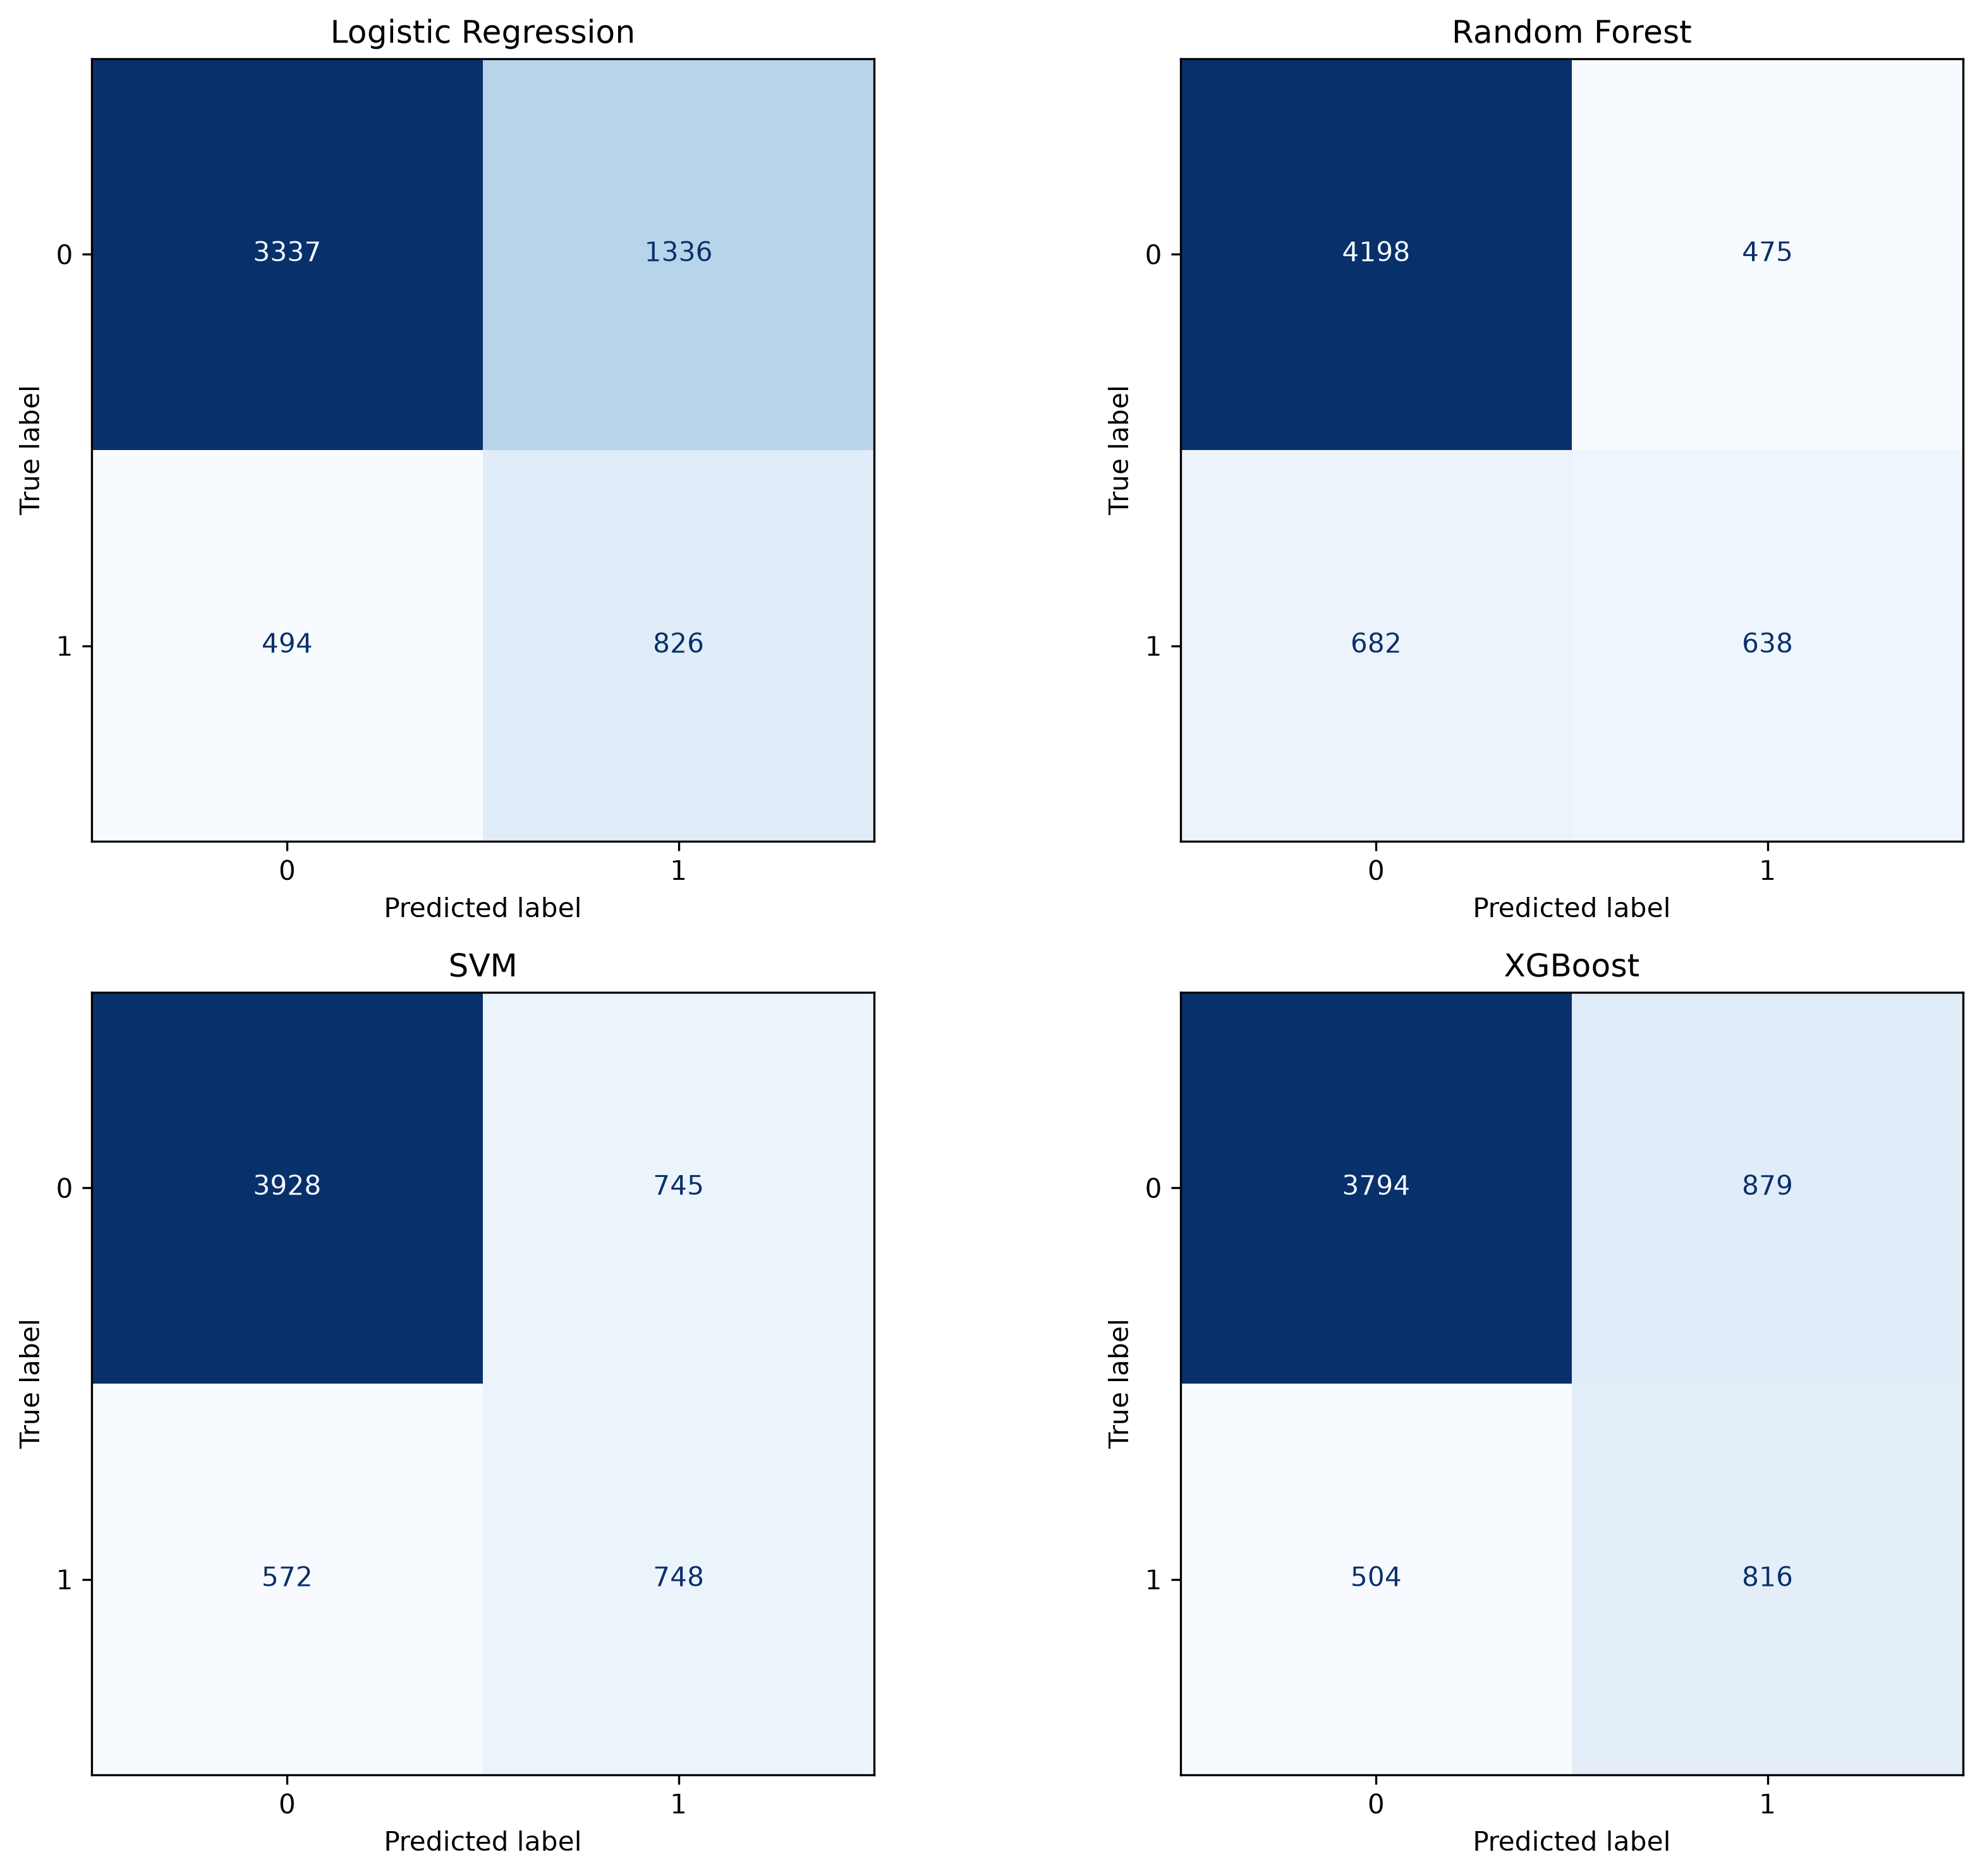 Logistic Regression
True label
0
3337
1336
1
494
826
0
1
Predicted label
Random Forest
True label
0
4198
475
1
682
638
0
1
Predicted label
SVM
True label
0
3928
745
1
572
748
0
1
Predicted label
XGBoost
True label
0
3794
879
1
504
816
0
1
Predicted label